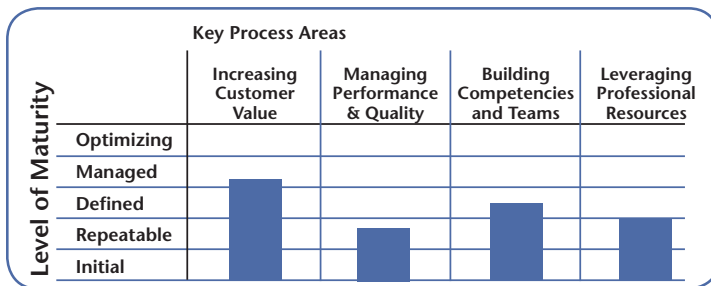 Key Process Areas
Level of Maturity
Increasing
Customer
Value
Managing
Performance
& Quality
Building
Competencies
and Teams
Leveraging
Professional
Resources
Optimizing
Managed
Defined
Repeatable
Initial